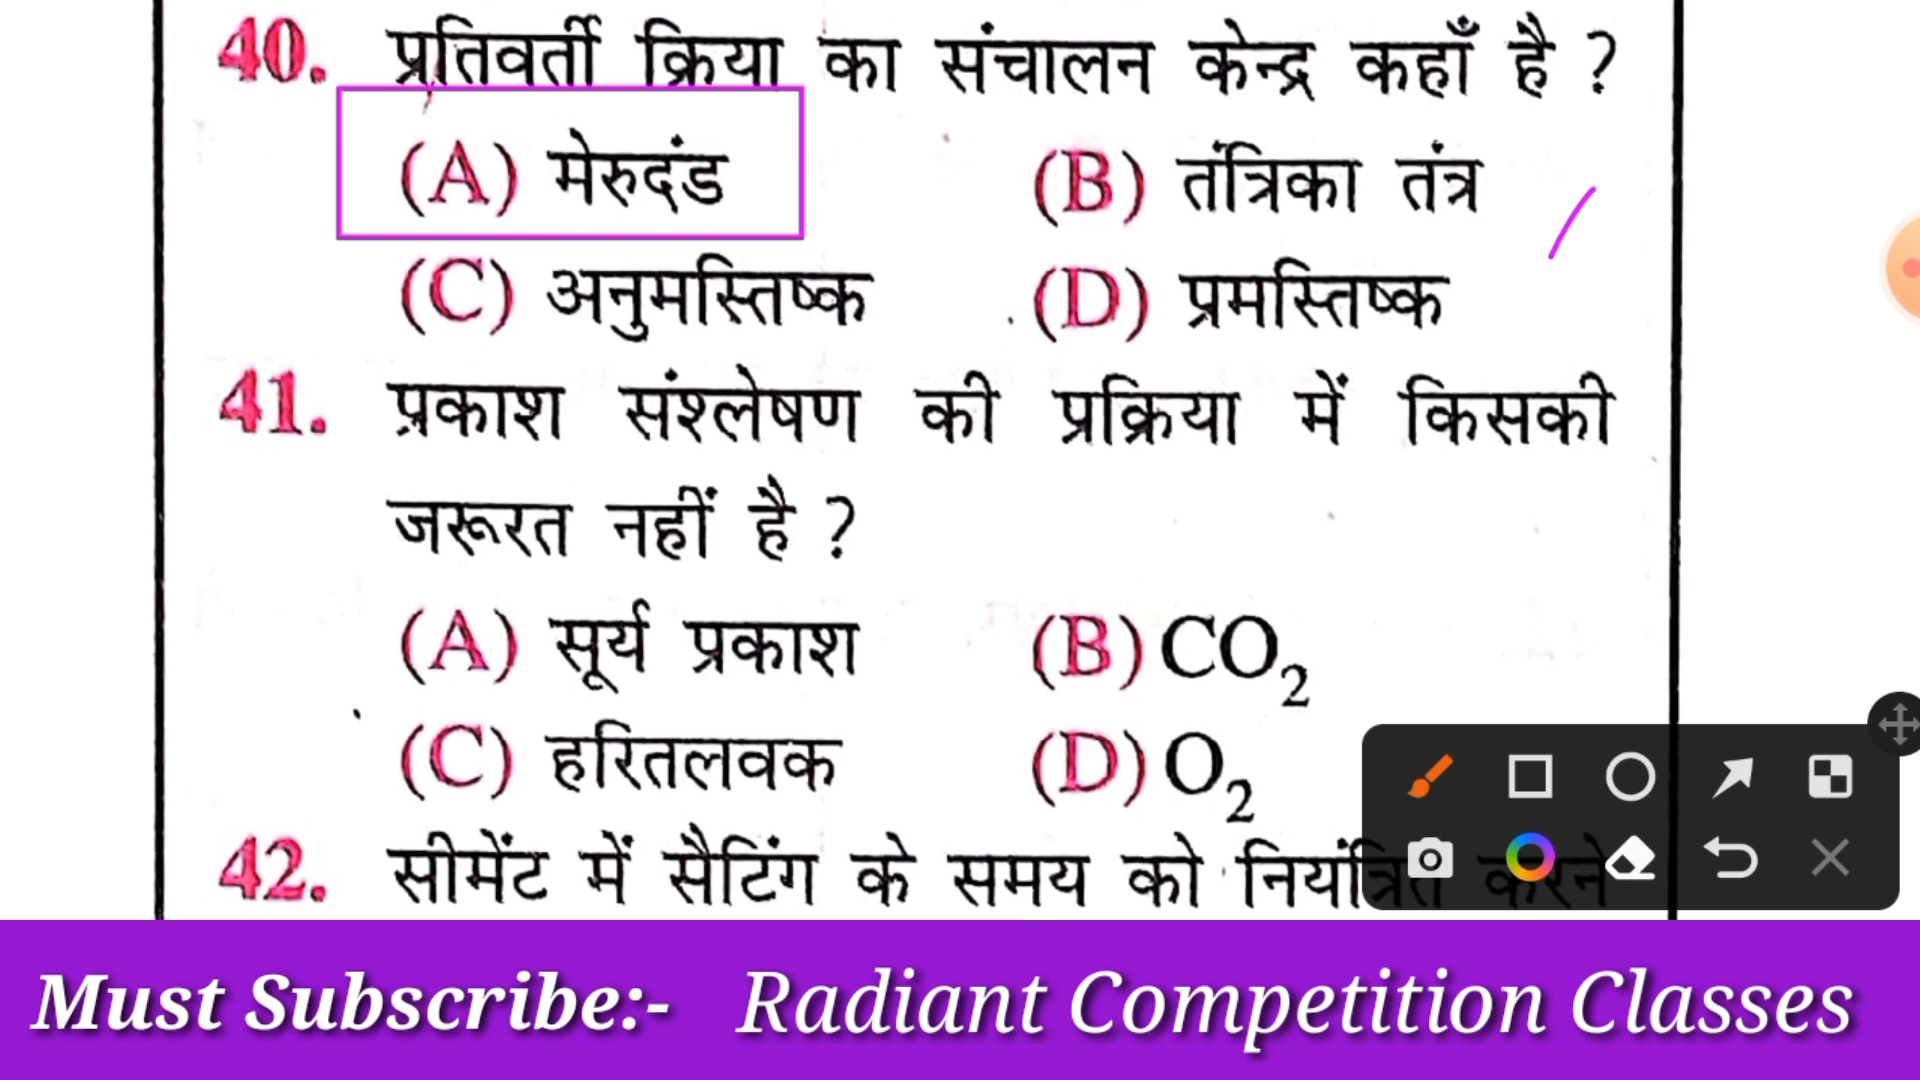 40. प्रतिवर्ती क्रिया का संचालन केन्द्र कहाँ है ?
(A) मेरुदंड (B) तंत्रिका तंत्र
(C) अनुमस्तिष्क (D) प्रमस्तिष्क
41. प्रकाश संश्लेषण की प्रक्रिया में किसकी
जरूरत नहीं है ?
(A) सूर्य प्रकाश (B) CO₂
(C) हरितलवक (D) O₂
42. सीमेंट में सैटिंग के समय को नियंत्रित करने
Must Subscribe:- Radiant Competition Classes